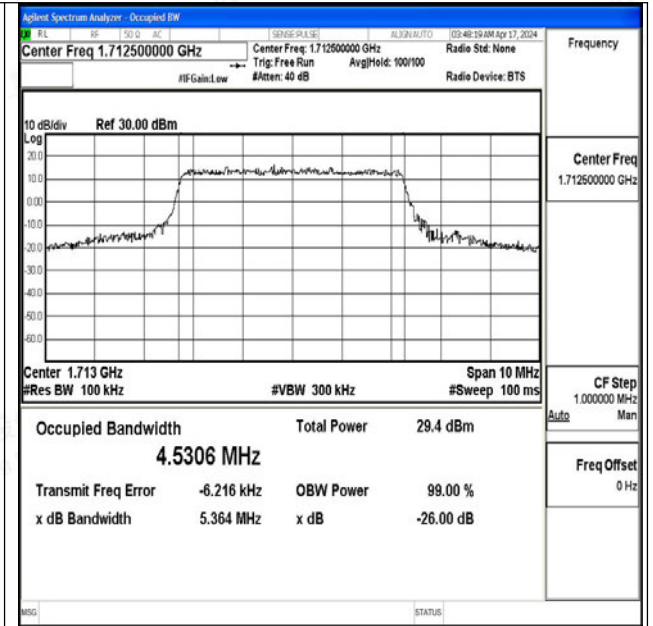 Agilent Spectrum Analyzer - Occupied BW
RL RF 50 Ω AC SENSE:PULSE ALIGN AUTO 03:48:19 AM Apr 17, 2024
Center Freq 1.712500000 GHz
Center Freq: 1.712500000 GHz
Radio Std: None
Trig: Free Run Avg|Hold: 100/100
#IFGain:Low
#Atten: 40 dB
Radio Device: BTS
Frequency
10 dB/div Ref 30.00 dBm
Log
20.0
10.0
0.00
-10.0
-20.0
-30.0
-40.0
-50.0
-60.0
Center Freq
1.712500000 GHz
Center 1.713 GHz
Span 10 MHz
#Res BW 100 kHz
#VBW 300 kHz
#Sweep 100 ms
CF Step
1.000000 MHz
Auto Man
Occupied Bandwidth
4.5306 MHz
Total Power 29.4 dBm
Transmit Freq Error -6.216 kHz
OBW Power 99.00 %
x dB Bandwidth 5.364 MHz
x dB -26.00 dB
Freq Offset
0 Hz
MSG
STATUS